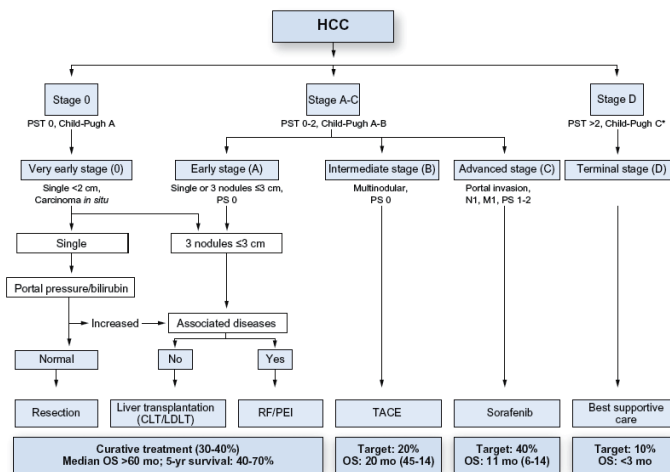 HCC
Stage 0
PST 0, Child-Pugh A
Stage A-C
PST 0-2, Child-Pugh A-B
Stage D
PST >2, Child-Pugh C*
Very early stage (0)
Single <2 cm,
Carcinoma in situ
Early stage (A)
Single or 3 nodules ≤3 cm,
PS 0
Intermediate stage (B)
Multinodular,
PS 0
Advanced stage (C)
Portal invasion,
N1, M1, PS 1-2
Terminal stage (D)
Single
3 nodules ≤3 cm
Portal pressure/bilirubin
Increased
Associated diseases
Normal
No
Yes
Resection
Liver transplantation
(CLT/LDLT)
RF/PEI
TACE
Sorafenib
Best supportive
care
Curative treatment (30-40%)
Median OS >60 mo; 5-yr survival: 40-70%
Target: 20%
OS: 20 mo (45-14)
Target: 40%
OS: 11 mo (6-14)
Target: 10%
OS: <3 mo